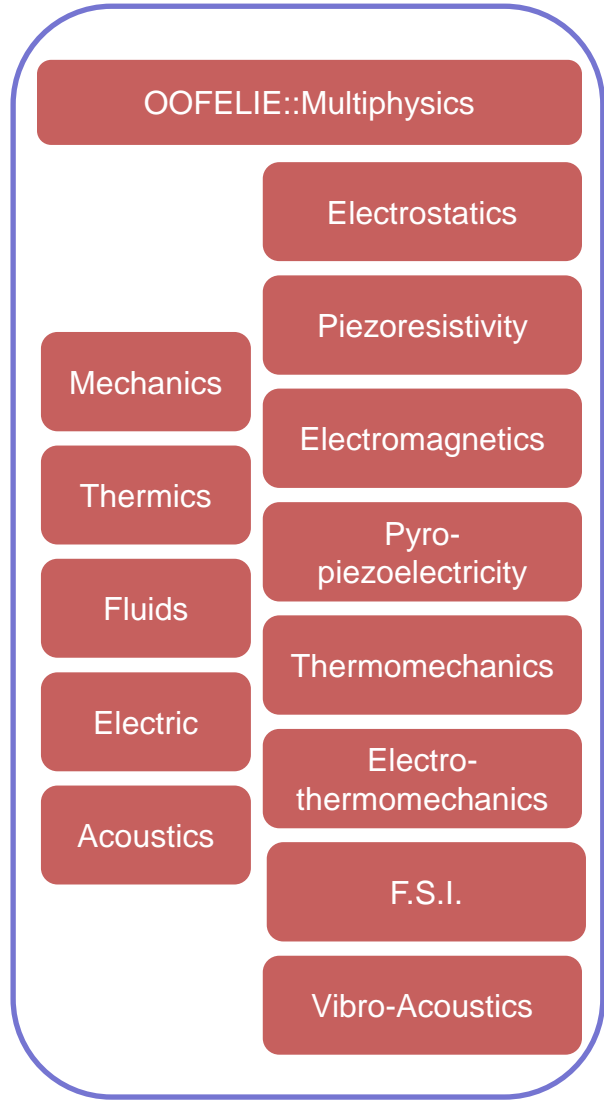 OOFELIE::Multiphysics
Mechanics
Thermics
Fluids
Electric
Acoustics
Electrostatics
Piezoresistivity
Electromagnetics
Pyro-
piezoelectricity
Thermomechanics
Electro-
thermomechanics
F.S.I.
Vibro-Acoustics